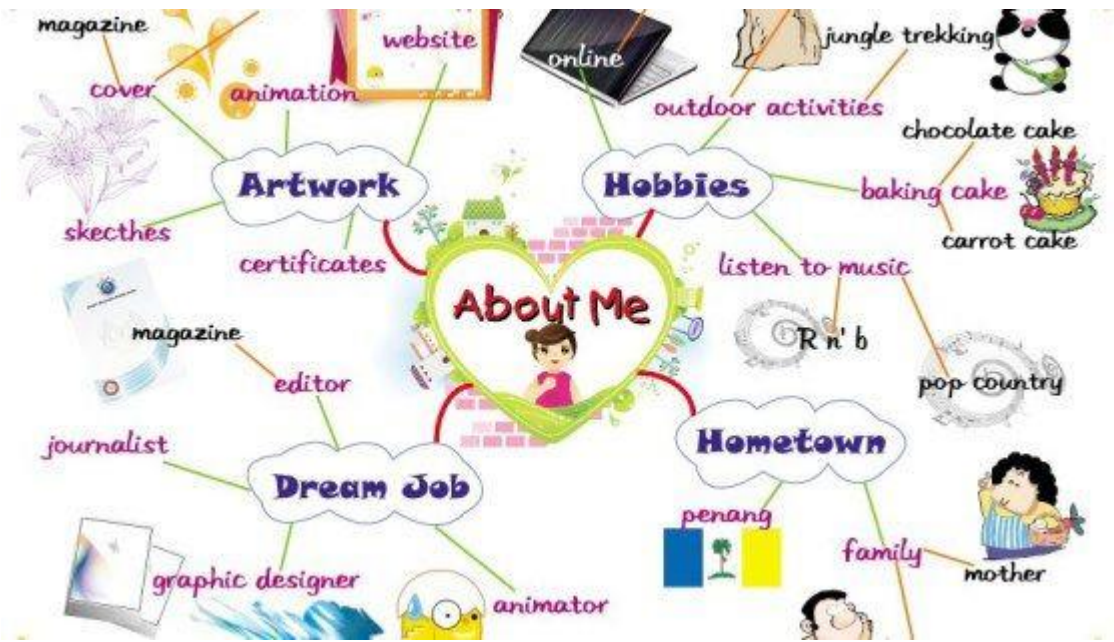 magazine
cover
animation
website
Artwork
skecthes
certificates
online
jungle trekking
outdoor activities
chocolate cake
Hobbies
baking cake
carrot cake
listen to music
R n' b
pop country
About Me
magazine
editor
journalist
Dream Job
graphic designer
animator
Hometown
penang
family
mother